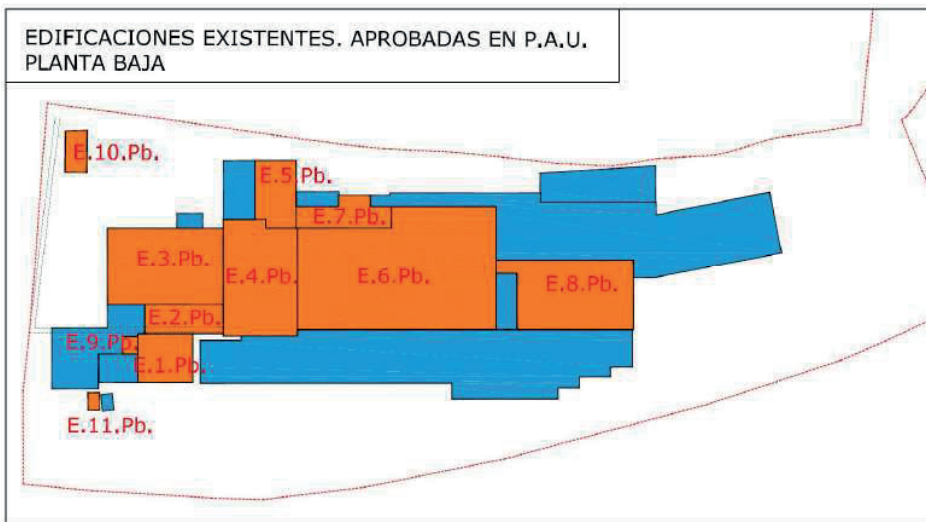 EDIFICACIONES EXISTENTES. APROBADAS EN P.A.U.
PLANTA BAJA
E.10.Pb.
E.5.Pb.
E.7.Pb.
E.3.Pb.
E.4.Pb.
E.6.Pb.
E.8.Pb.
E.2.Pb.
E.9.Pb.
E.1.Pb.
E.11.Pb.